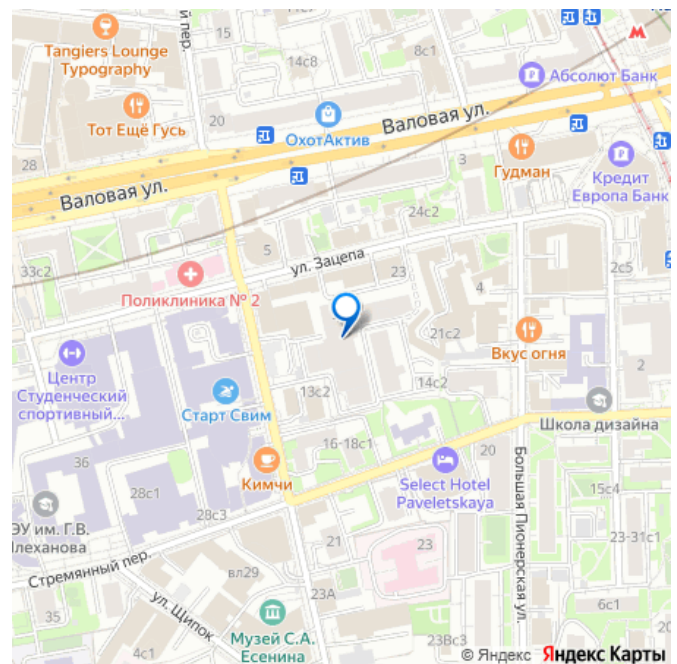 Tangiers Lounge
Typography
ый пер.
14с8
8с1
Абсолют Банк
20
Тот Ещё Гусь
ОхотАктив
Валовая ул.
28
3
Гудман
Кредит
Европа Банк
Валовая ул.
24с2
5
ул. Зацепа
33с2
23
2с5
Поликлиника № 2
4
21с2
Вкус огня
Центр
Студенческий
спортивный...
2
13с2
14с2
Старт Свим
Школа дизайна
16-18с1
36
20
Кимчи
Select Hotel
Paveletskaya
Большая Пионерская ул.
28с1
15с4
28с3
ЭУ им. Г.В.
Плеханова
21
23
23-31с1
Стремянный пер.
вл29
23А
ул. Щипок
35
6с1
Музей С.А.
Есенина
4с1
23Вс3
© Яндекс Яндекс Карты